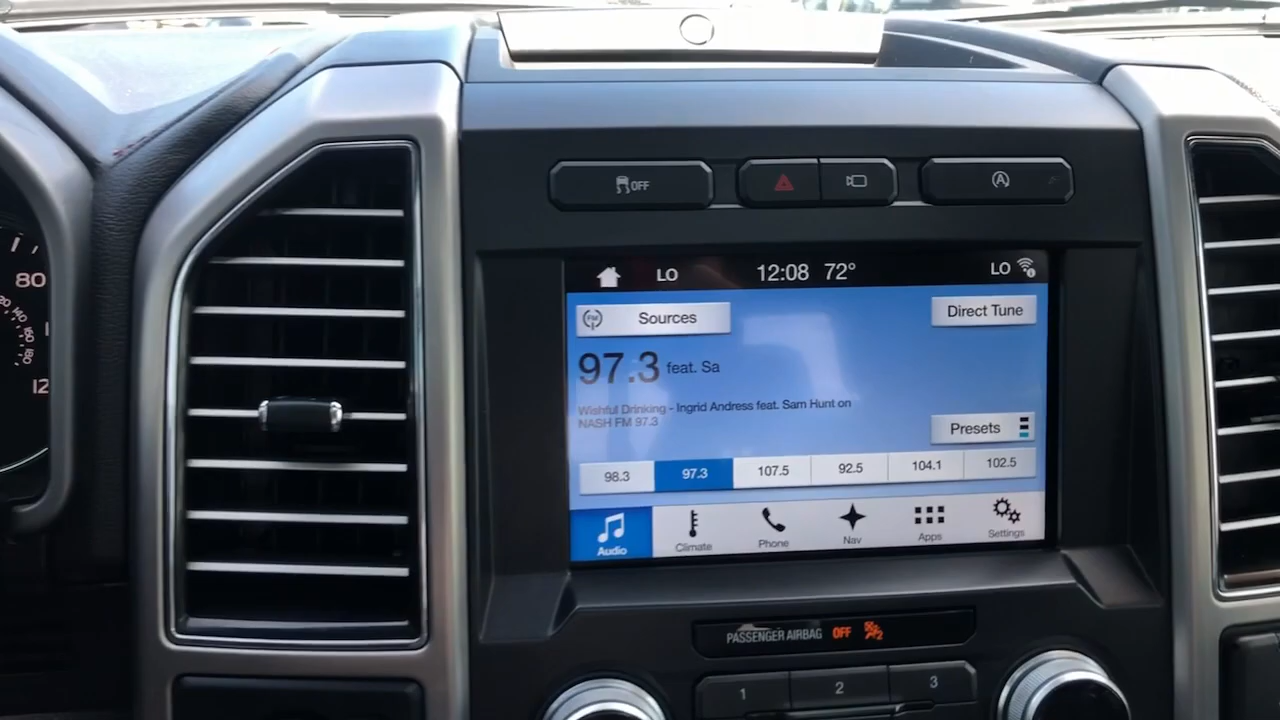 OFF
80
12
LO 12:08 72° LO
FM Sources
Direct Tune
97.3 feat. Sa
Wishful Drinking - Ingrid Andress feat. Sam Hunt on
NASH FM 97.3
Presets
98.3 97.3 107.5 92.5 104.1 102.5
Audio Climate Phone Nav Apps Settings
PASSENGER AIRBAG OFF
1 2 3